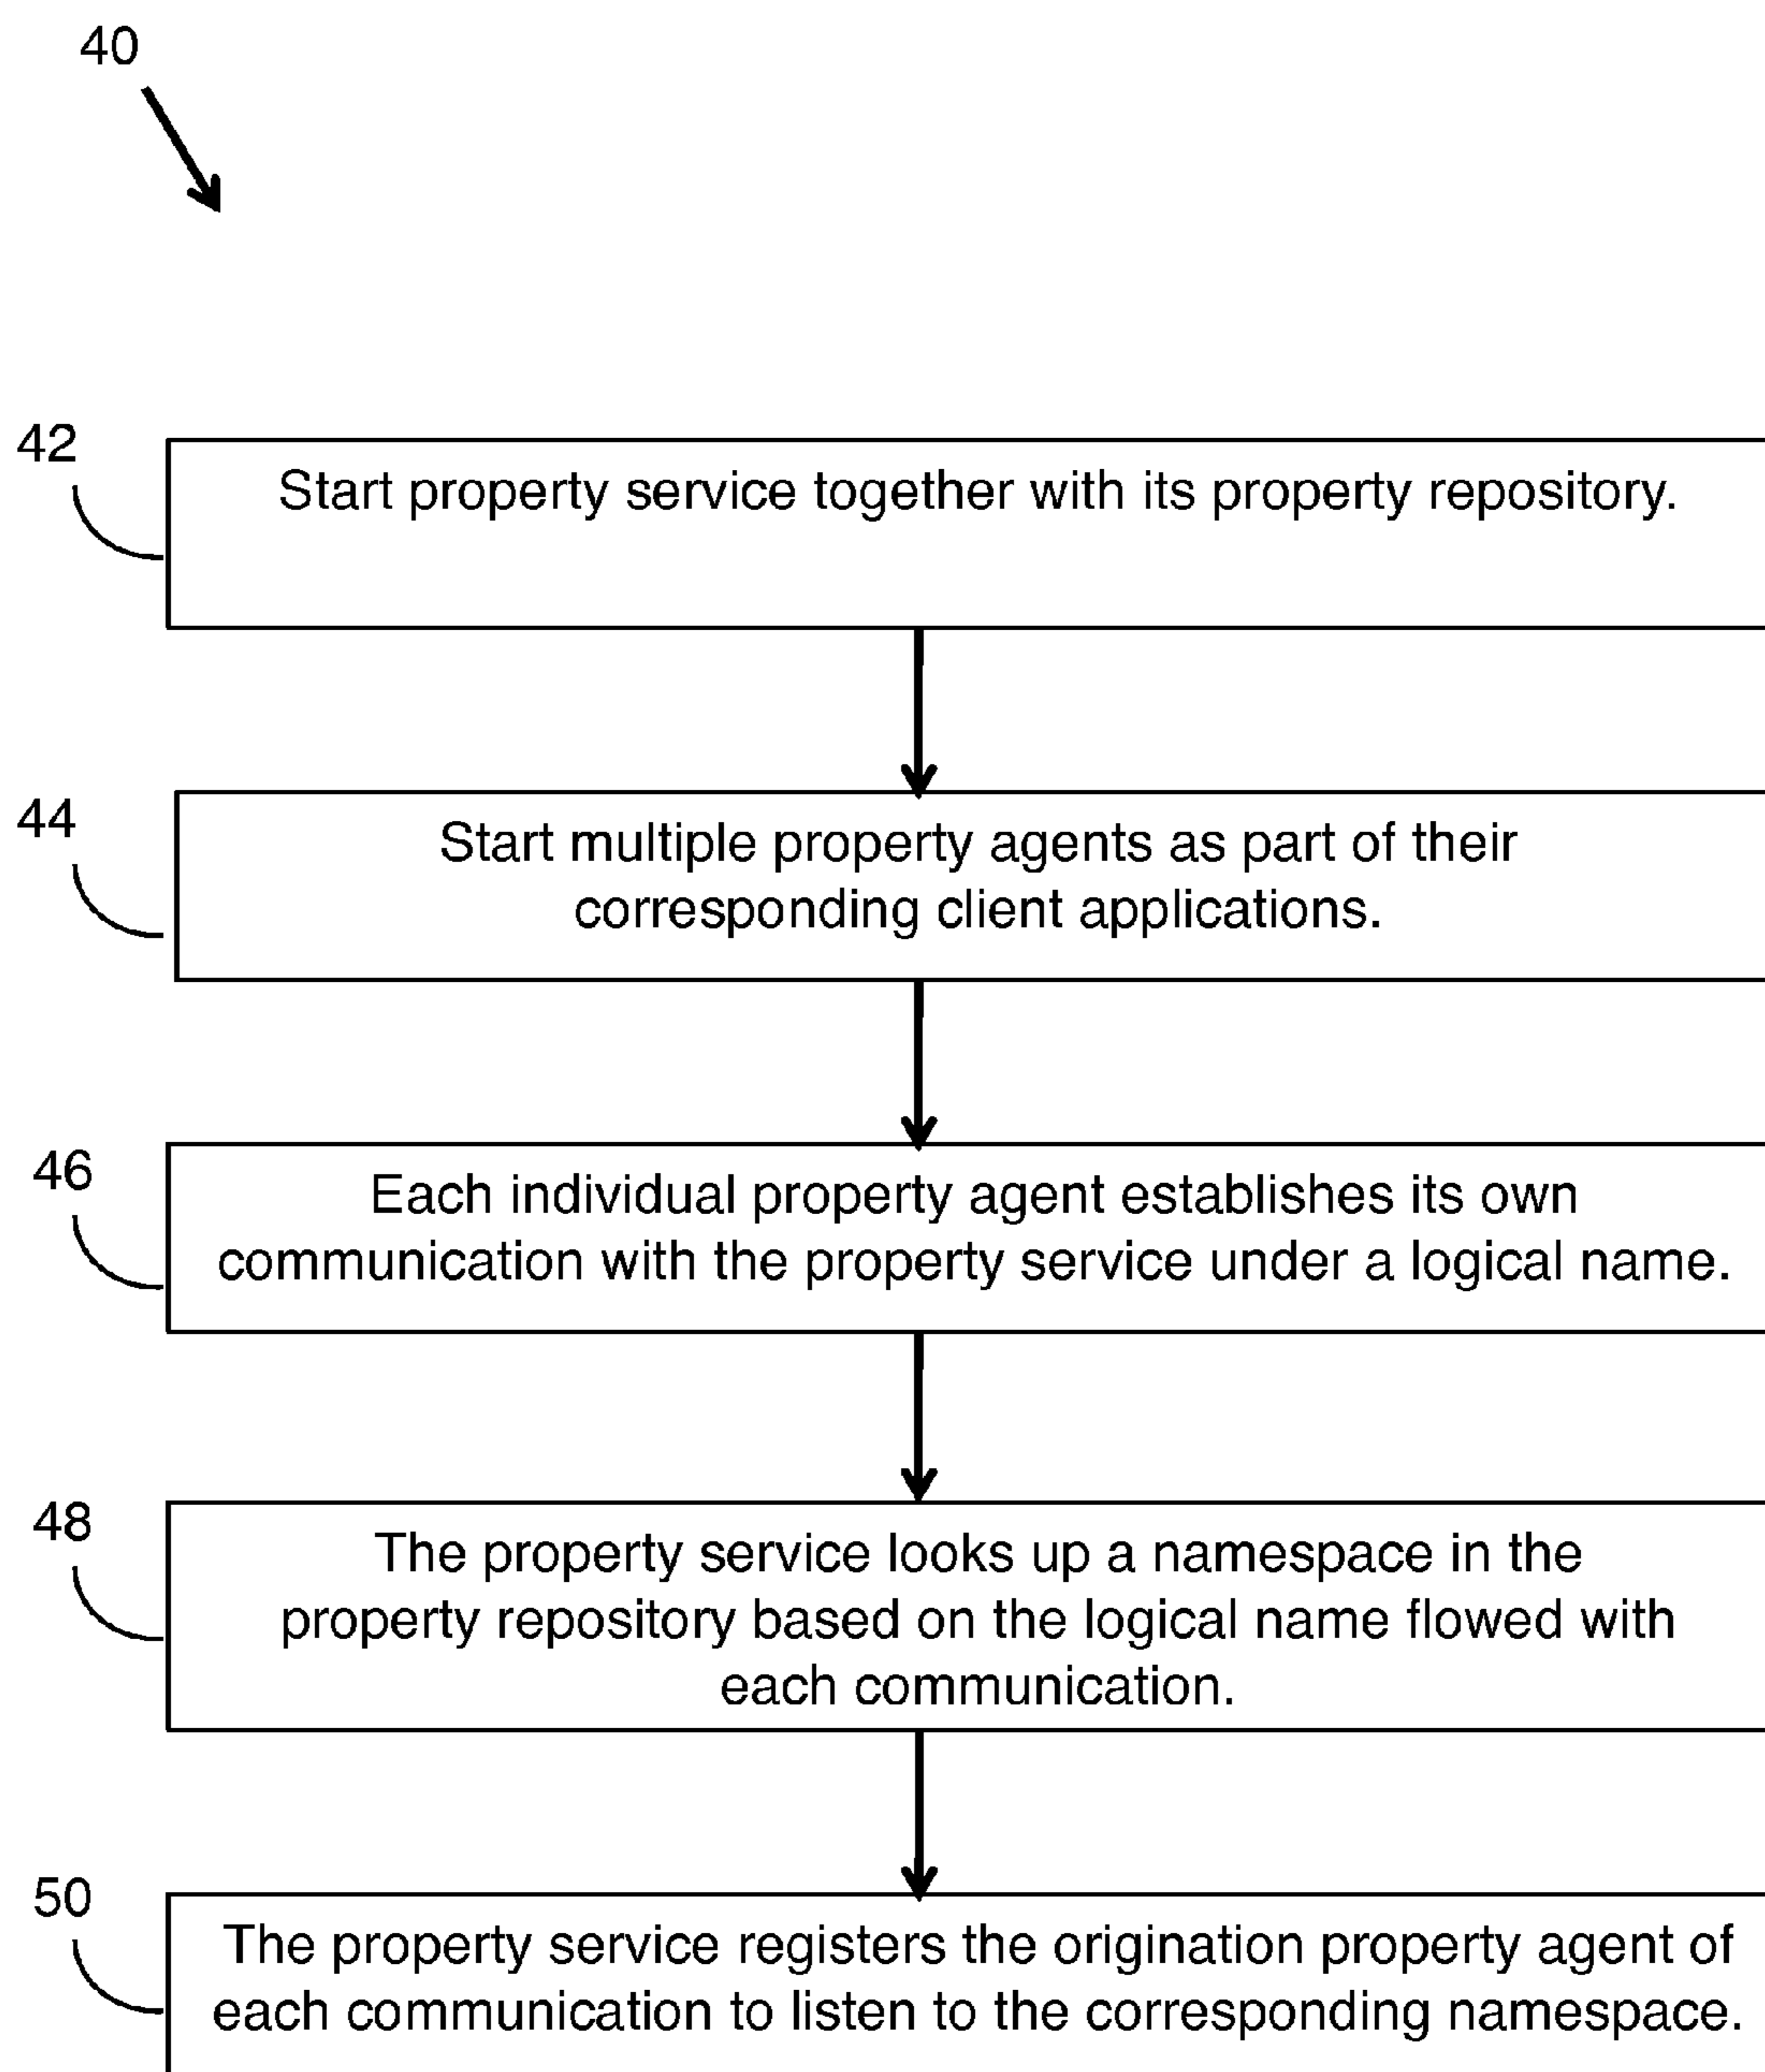 40
42
Start property service together with its property repository.
44
Start multiple property agents as part of their
corresponding client applications.
46
Each individual property agent establishes its own
communication with the property service under a logical name.
48
The property service looks up a namespace in the
property repository based on the logical name flowed with
each communication.
50
The property service registers the origination property agent of
each communication to listen to the corresponding namespace.